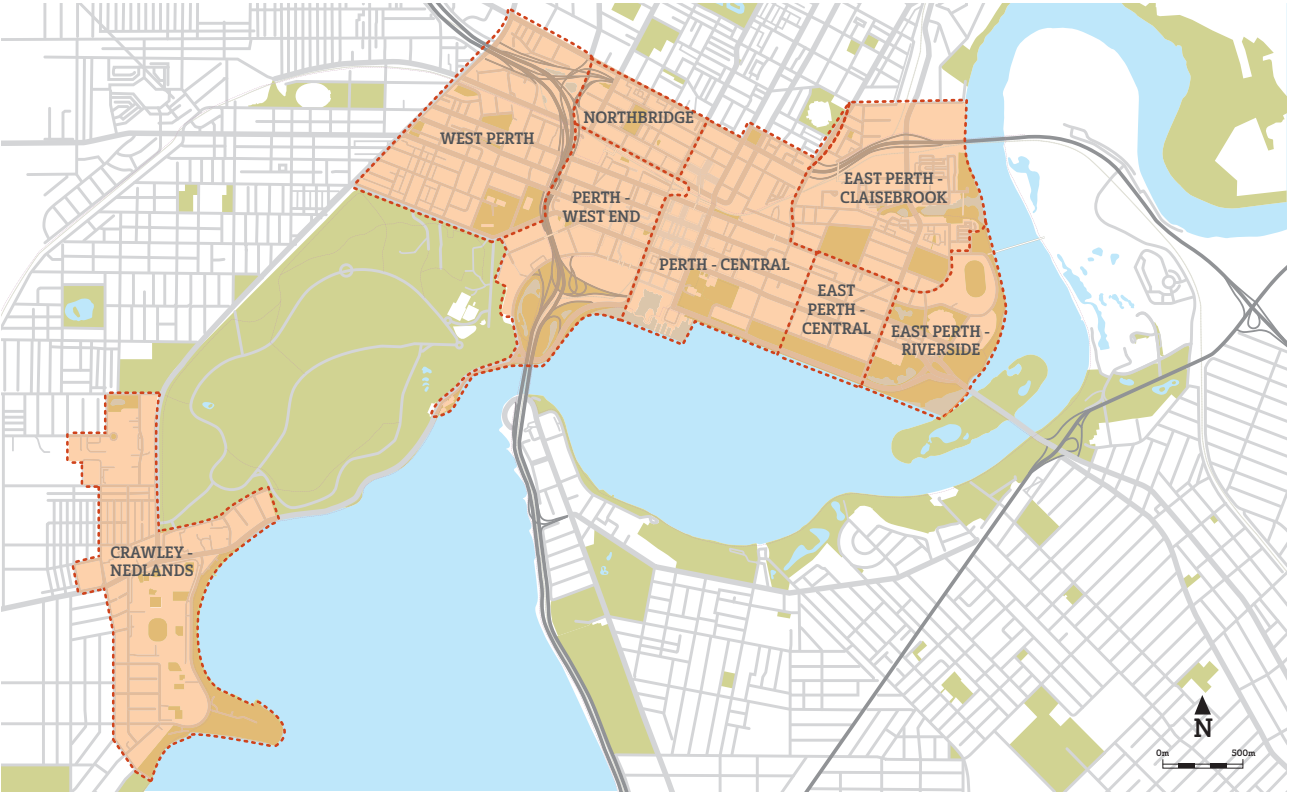 NORTHBRIDGE
WEST PERTH
EAST PERTH -
CLAISEBROOK
PERTH -
WEST END
PERTH - CENTRAL
EAST
PERTH -
CENTRAL
EAST PERTH -
RIVERSIDE
CRAWLEY -
NEDLANDS
N
0m 500m